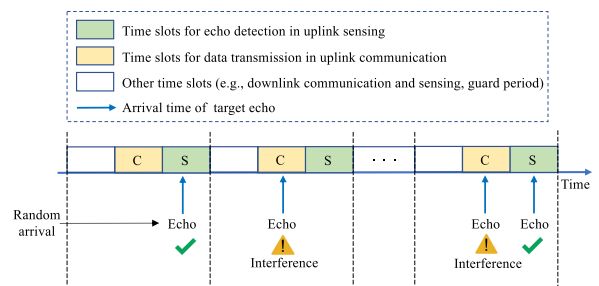 Time slots for echo detection in uplink sensing
Time slots for data transmission in uplink communication
Other time slots (e.g., downlink communication and sensing, guard period)
Arrival time of target echo
C S C S ··· C S
Time
Random arrival
Echo Echo Echo Echo
Interference Interference